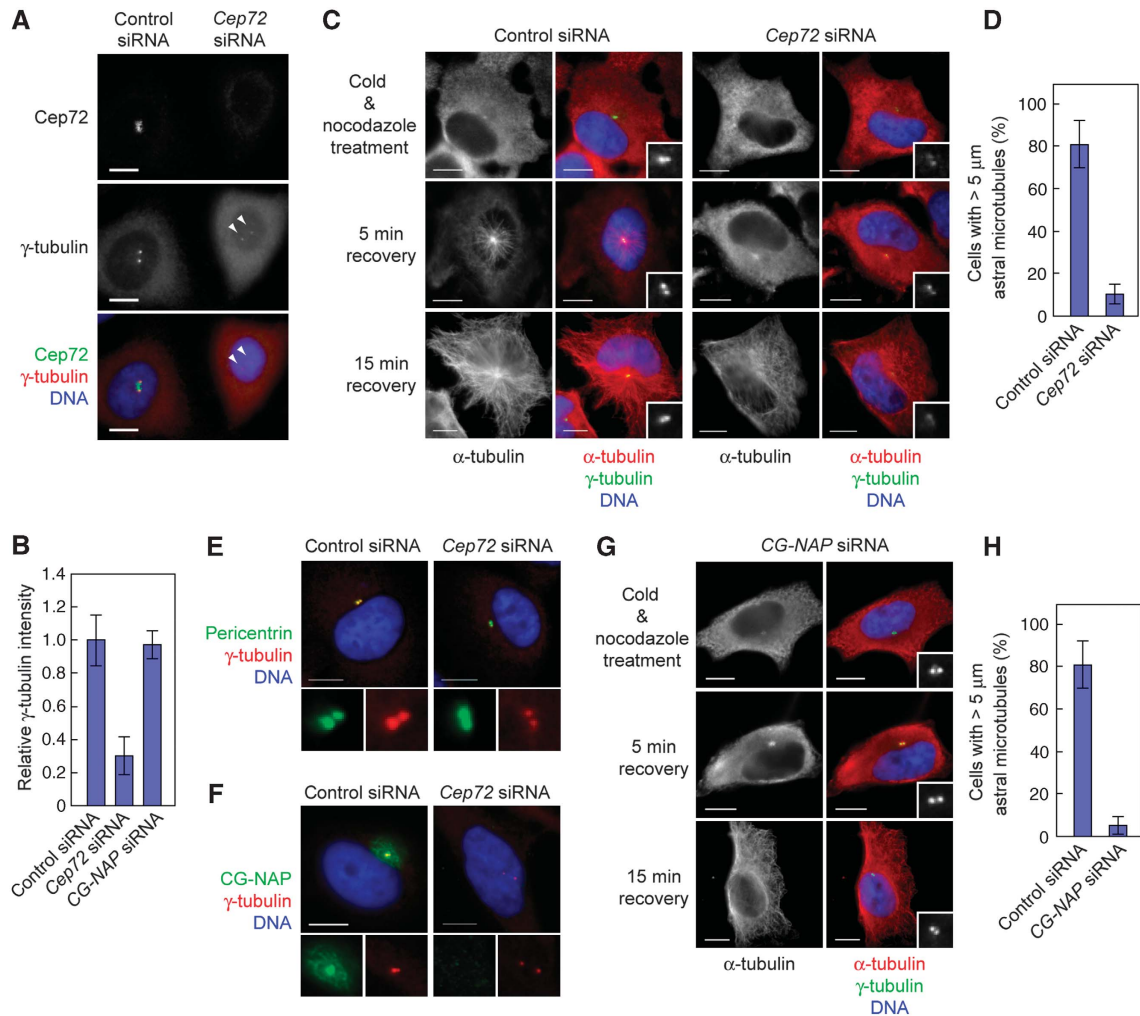 A
Control siRNA
Cep72 siRNA
Cep72
γ-tubulin
Cep72
γ-tubulin
DNA
C
Control siRNA
Cep72 siRNA
Cold
&
nocodazole
treatment
5 min
recovery
15 min
recovery
α-tubulin
α-tubulin
γ-tubulin
DNA
α-tubulin
α-tubulin
γ-tubulin
DNA
D
Cells with > 5 μm
astral microtubules (%)
100
80
60
40
20
0
Control siRNA
Cep72 siRNA
B
Relative γ-tubulin intensity
1.4
1.2
1.0
0.8
0.6
0.4
0.2
0
Control siRNA
Cep72 siRNA
CG-NAP siRNA
E
Control siRNA
Cep72 siRNA
Pericentrin
γ-tubulin
DNA
F
Control siRNA
Cep72 siRNA
CG-NAP
γ-tubulin
DNA
G
CG-NAP siRNA
Cold
&
nocodazole
treatment
5 min
recovery
15 min
recovery
α-tubulin
α-tubulin
γ-tubulin
DNA
H
Cells with > 5 μm
astral microtubules (%)
100
80
60
40
20
0
Control siRNA
CG-NAP siRNA